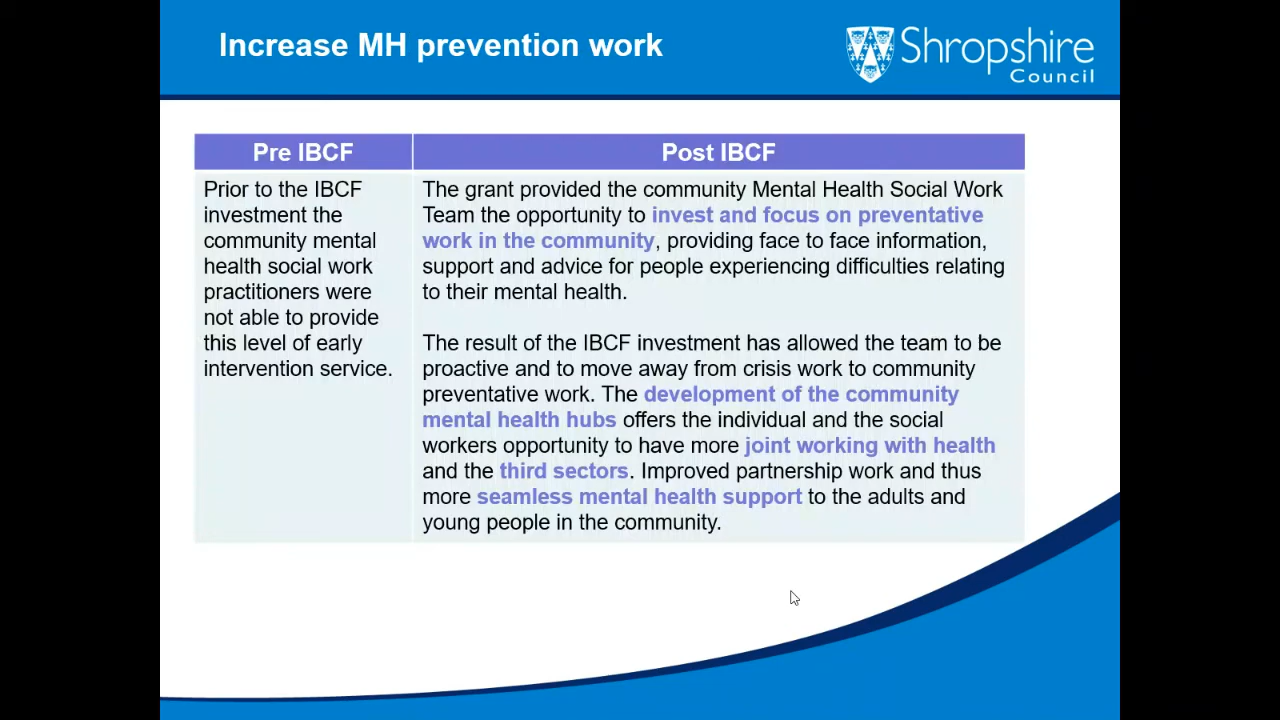 Increase MH prevention work
Shropshire
Council
Pre IBCF
Post IBCF
Prior to the IBCF
investment the
community mental
health social work
practitioners were
not able to provide
this level of early
intervention service.
The grant provided the community Mental Health Social Work
Team the opportunity to invest and focus on preventative
work in the community, providing face to face information,
support and advice for people experiencing difficulties relating
to their mental health.
The result of the IBCF investment has allowed the team to be
proactive and to move away from crisis work to community
preventative work. The development of the community
mental health hubs offers the individual and the social
workers opportunity to have more joint working with health
and the third sectors. Improved partnership work and thus
more seamless mental health support to the adults and
young people in the community.